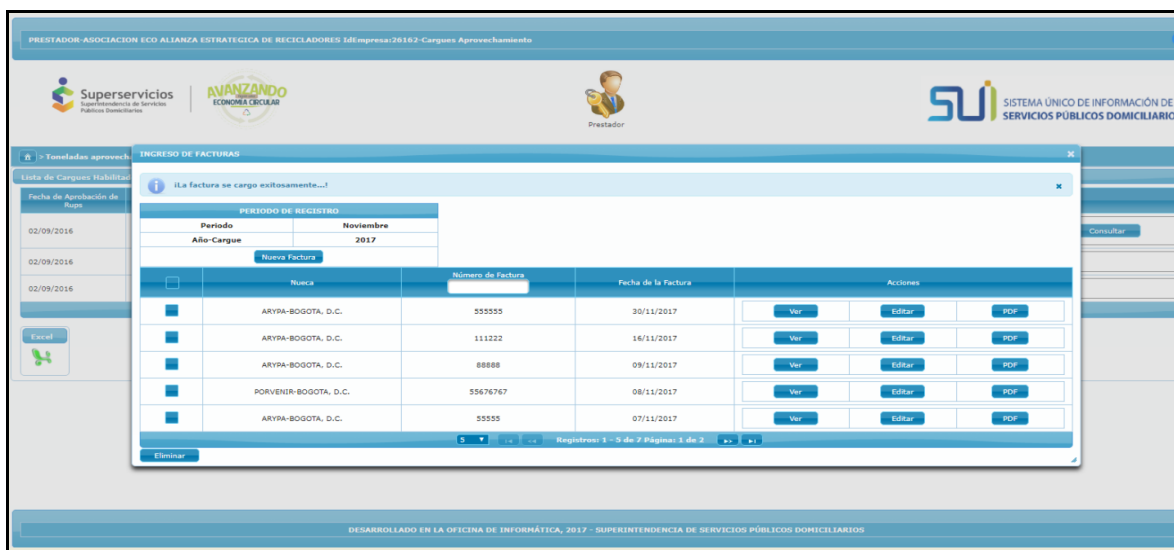 PRESTADOR-ASOCIACION ECO ALIANZA ESTRATEGICA DE RECICLADORES IdEmpresa:26162-Cargues Aprovechamiento
Superservicios
Superintendencia de Servicios
Públicos Domiciliarios
AVANZANDO
ECONOMÍA CIRCULAR
Prestador
sui
SISTEMA ÚNICO DE INFORMACIÓN DE
SERVICIOS PÚBLICOS DOMICILIARIO
> Toneladas aprovech
INGRESO DE FACTURAS
Lista de Cargues Habilitad
¡La factura se cargo exitosamente...!
Fecha de Aprobación de
Rups
PERIODO DE REGISTRO
Periodo Noviembre
02/09/2016
Consultar
Año-Cargue 2017
Nueva Factura
02/09/2016
Nueca Número de Factura Fecha de la Factura Acciones
02/09/2016
ARYPA-BOGOTA, D.C. 555555 30/11/2017 Ver Editar PDF
Excel
ARYPA-BOGOTA, D.C. 111222 16/11/2017 Ver Editar PDF
ARYPA-BOGOTA, D.C. 88888 09/11/2017 Ver Editar PDF
PORVENIR-BOGOTA, D.C. 55676767 08/11/2017 Ver Editar PDF
ARYPA-BOGOTA, D.C. 55555 07/11/2017 Ver Editar PDF
5 Registros: 1 - 5 de 7 Página: 1 de 2
Eliminar
DESARROLLADO EN LA OFICINA DE INFORMÁTICA, 2017 - SUPERINTENDENCIA DE SERVICIOS PÚBLICOS DOMICILIARIOS